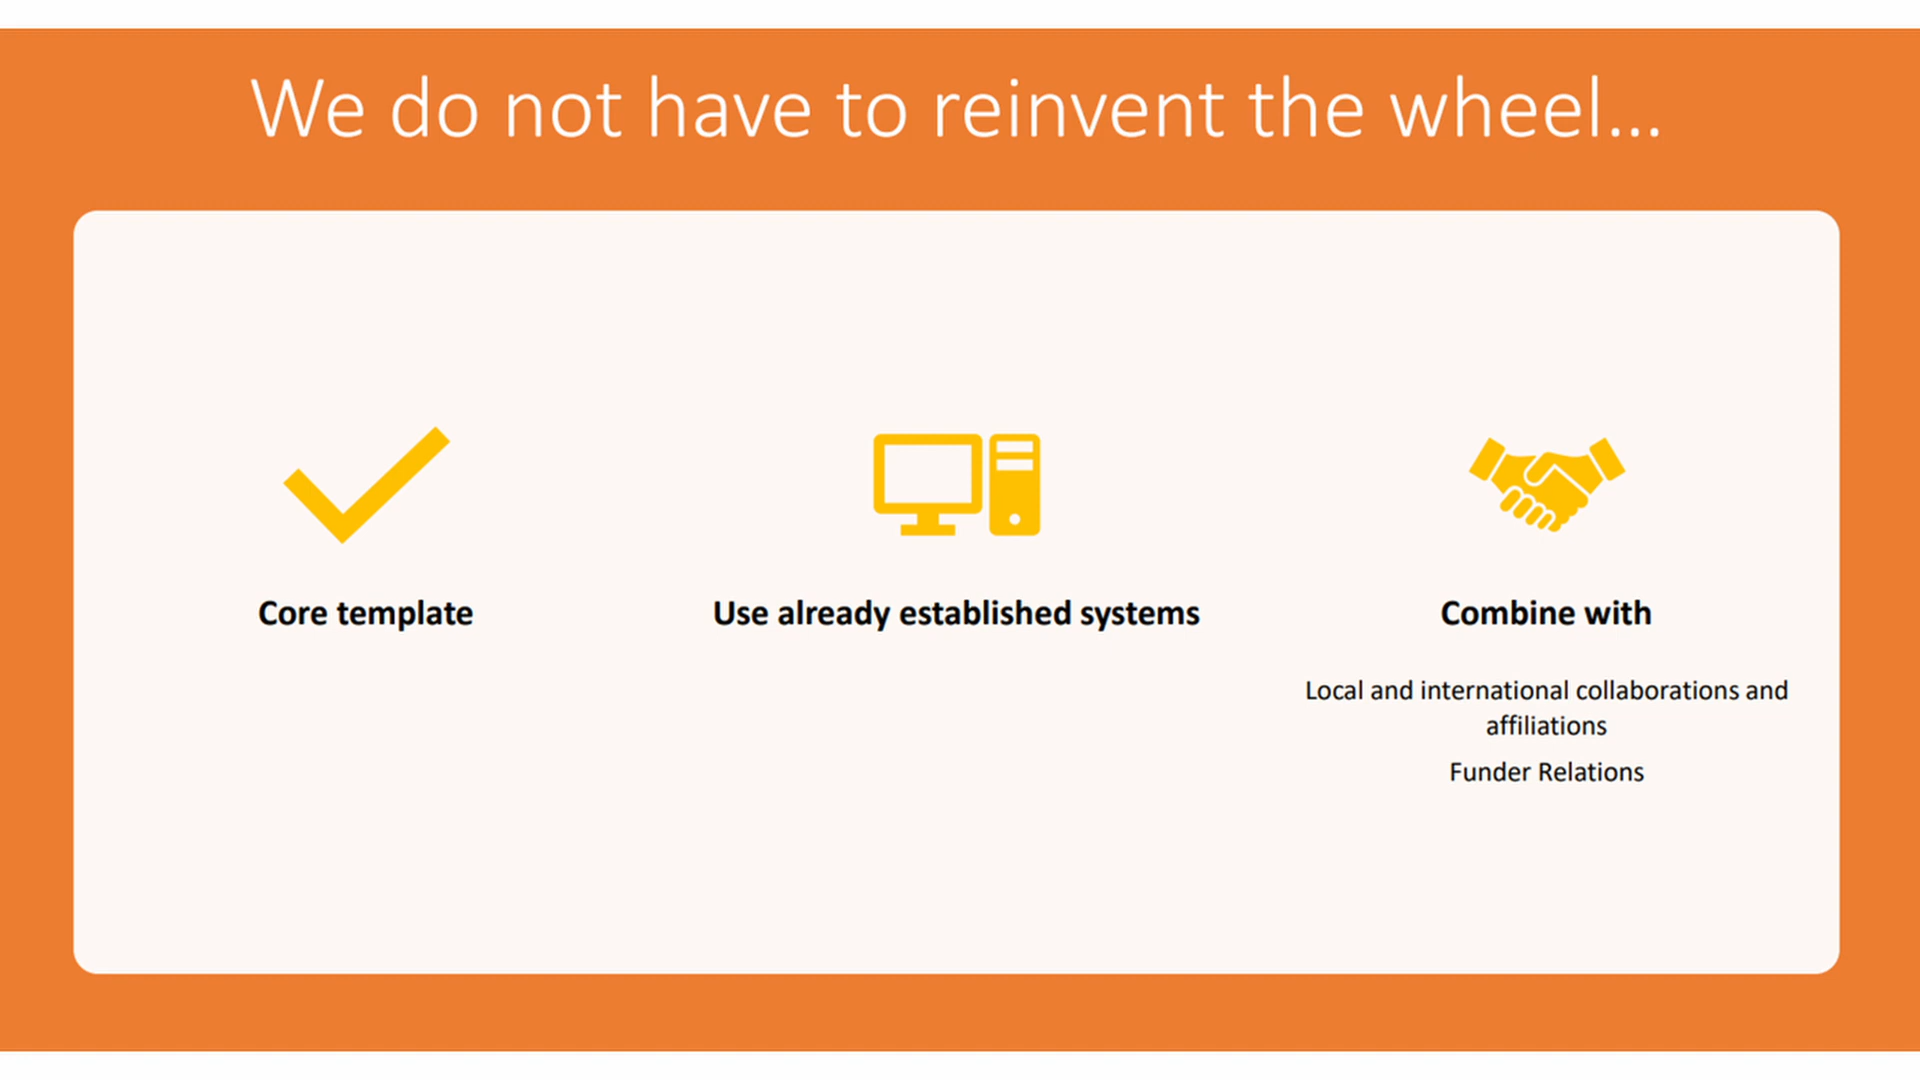 We do not have to reinvent the wheel...
Core template
Use already established systems
Combine with
Local and international collaborations and
affiliations
Funder Relations